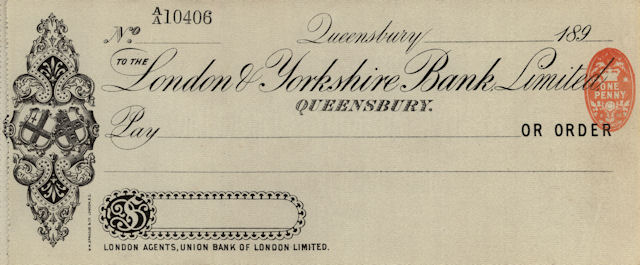 No A/A 10406
Queensbury 189
TO THE
London & Yorkshire Bank, Limited
QUEENSBURY.
ONE
PENNY
Pay
OR ORDER
£
LONDON AGENTS, UNION BANK OF LONDON LIMITED.